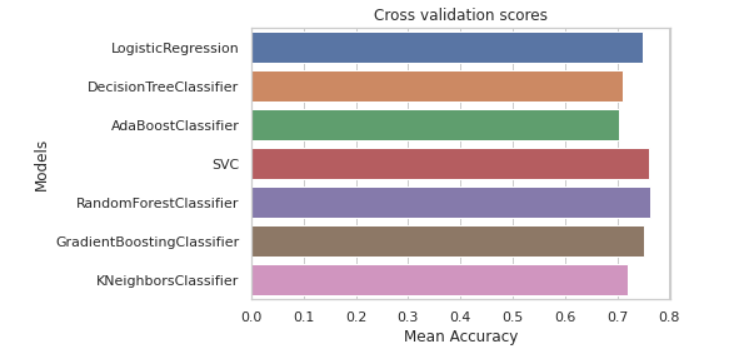 Cross validation scores
LogisticRegression
DecisionTreeClassifier
AdaBoostClassifier
SVC
RandomForestClassifier
GradientBoostingClassifier
KNeighborsClassifier
Models
0.0 0.1 0.2 0.3 0.4 0.5 0.6 0.7 0.8
Mean Accuracy